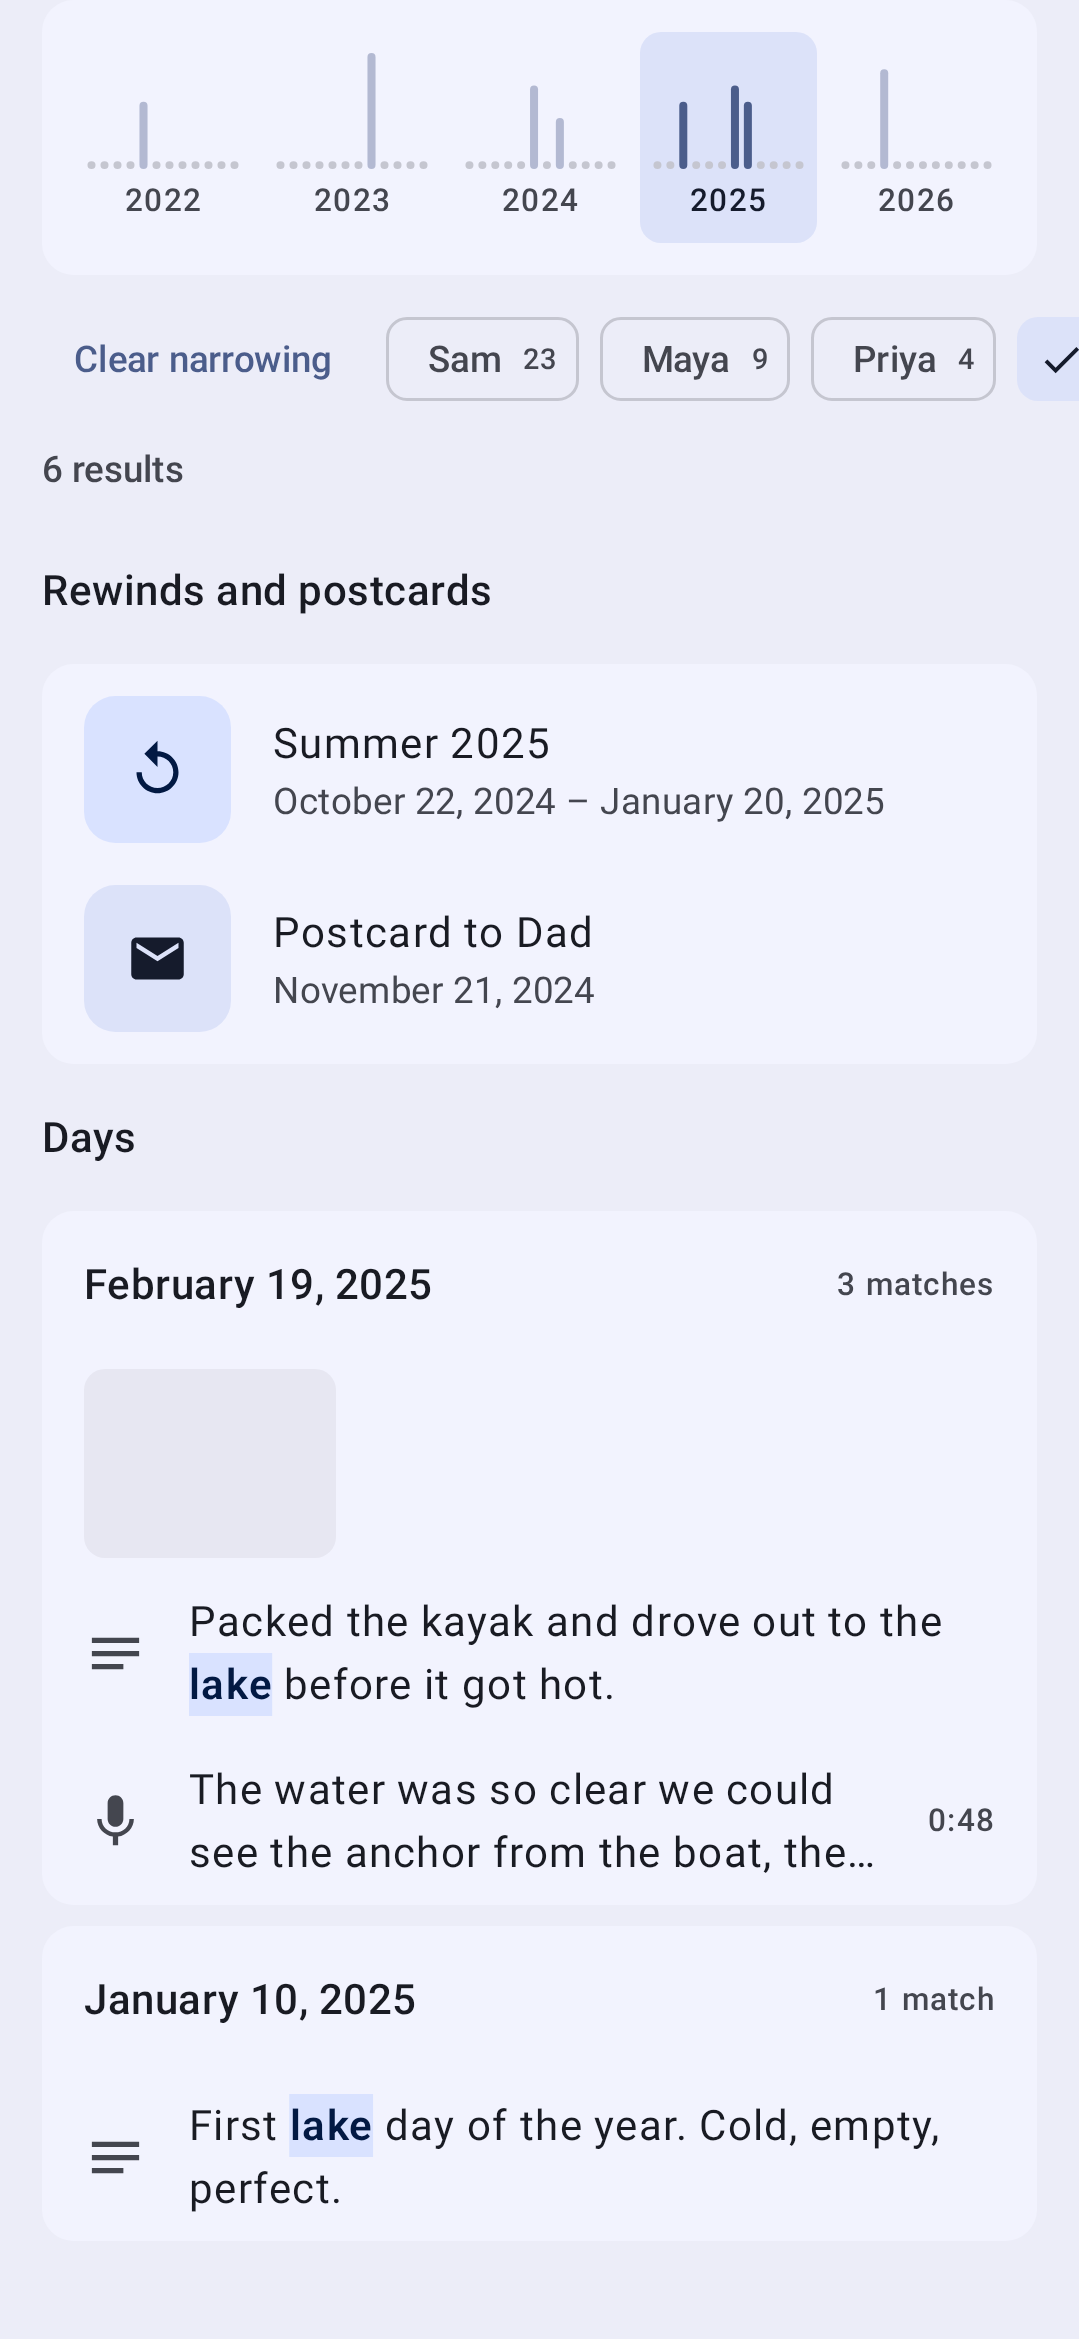 2022
2023
2024
2025
2026
Clear narrowing
Sam 23
Maya 9
Priya 4
6 results
Rewinds and postcards
Summer 2025
October 22, 2024 – January 20, 2025
Postcard to Dad
November 21, 2024
Days
February 19, 2025
3 matches
Packed the kayak and drove out to the
lake before it got hot.
The water was so clear we could
see the anchor from the boat, the…
0:48
January 10, 2025
1 match
First lake day of the year. Cold, empty,
perfect.